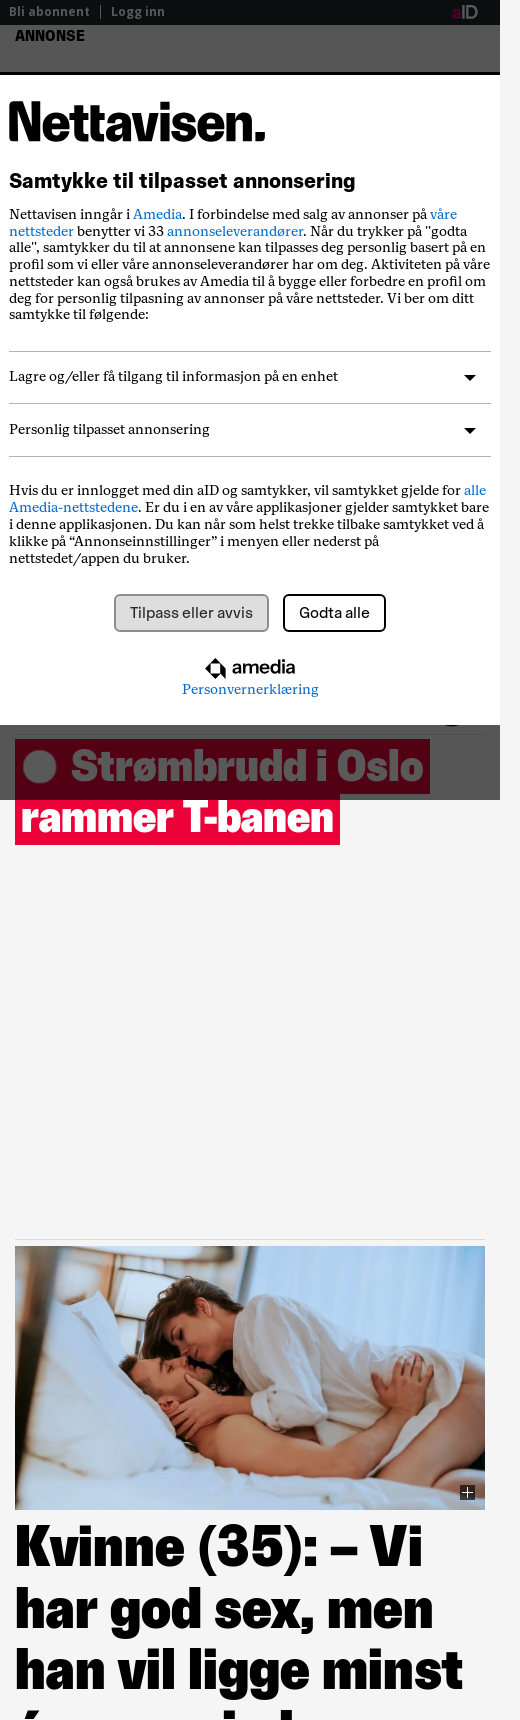 Bli abonnent | Logg inn
aID
ANNONSE
Nettavisen.
Samtykke til tilpasset annonsering
Nettavisen inngår i Amedia. I forbindelse med salg av annonser på våre
nettsteder benytter vi 33 annonseleverandører. Når du trykker på "godta
alle", samtykker du til at annonsene kan tilpasses deg personlig basert på en
profil som vi eller våre annonseleverandører har om deg. Aktiviteten på våre
nettsteder kan også brukes av Amedia til å bygge eller forbedre en profil om
deg for personlig tilpasning av annonser på våre nettsteder. Vi ber om ditt
samtykke til følgende:
Lagre og/eller få tilgang til informasjon på en enhet
Personlig tilpasset annonsering
Hvis du er innlogget med din aID og samtykker, vil samtykket gjelde for alle
Amedia-nettstedene. Er du i en av våre applikasjoner gjelder samtykket bare
i denne applikasjonen. Du kan når som helst trekke tilbake samtykket ved å
klikke på “Annonseinnstillinger” i menyen eller nederst på
nettstedet/appen du bruker.
Tilpass eller avvis Godta alle
amedia
Personvernerklæring
Strømbrudd i Oslo
rammer T-banen
Kvinne (35): – Vi
har god sex, men
han vil ligge minst